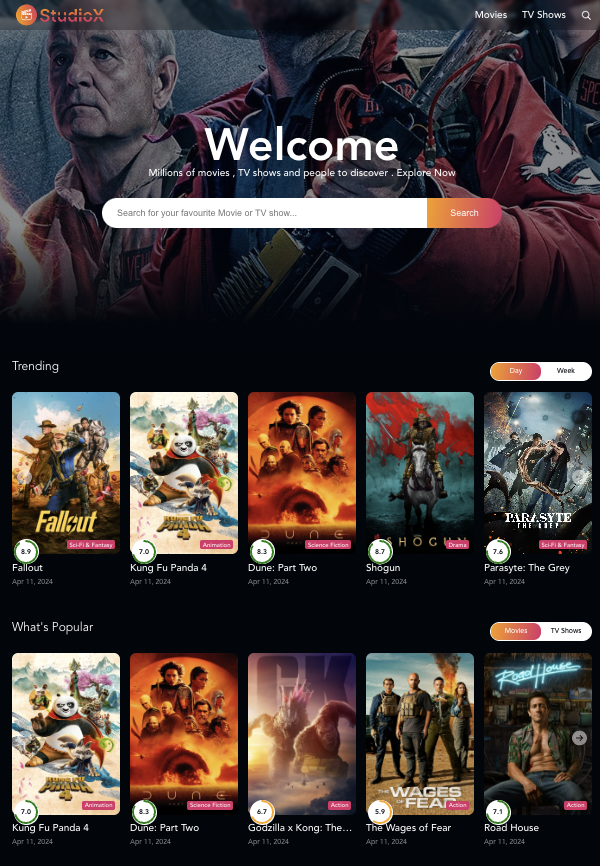 StudioX
Movies TV Shows
Welcome
Millions of movies , TV shows and people to discover . Explore Now
Search for your favourite Movie or TV show...
Search
Trending
Day Week
Fallout
KUNG FU PANDA 4
DUNE
SHŌGUN
PARASYTE
THE GREY
8.9 Sci-Fi & Fantasy
7.0 Animation
8.3 Science Fiction
8.7 Drama
7.6 Sci-Fi & Fantasy
Fallout
Kung Fu Panda 4
Dune: Part Two
Shōgun
Parasyte: The Grey
Apr 11, 2024
Apr 11, 2024
Apr 11, 2024
Apr 11, 2024
Apr 11, 2024
What's Popular
Movies TV Shows
KUNG FU PANDA 4
DUNE
GK
THE WAGES
OF FEAR
Road House
7.0 Animation
8.3 Science Fiction
6.7 Action
5.9 Action
7.1 Action
Kung Fu Panda 4
Dune: Part Two
Godzilla x Kong: The...
The Wages of Fear
Road House
Apr 11, 2024
Apr 11, 2024
Apr 11, 2024
Apr 11, 2024
Apr 11, 2024